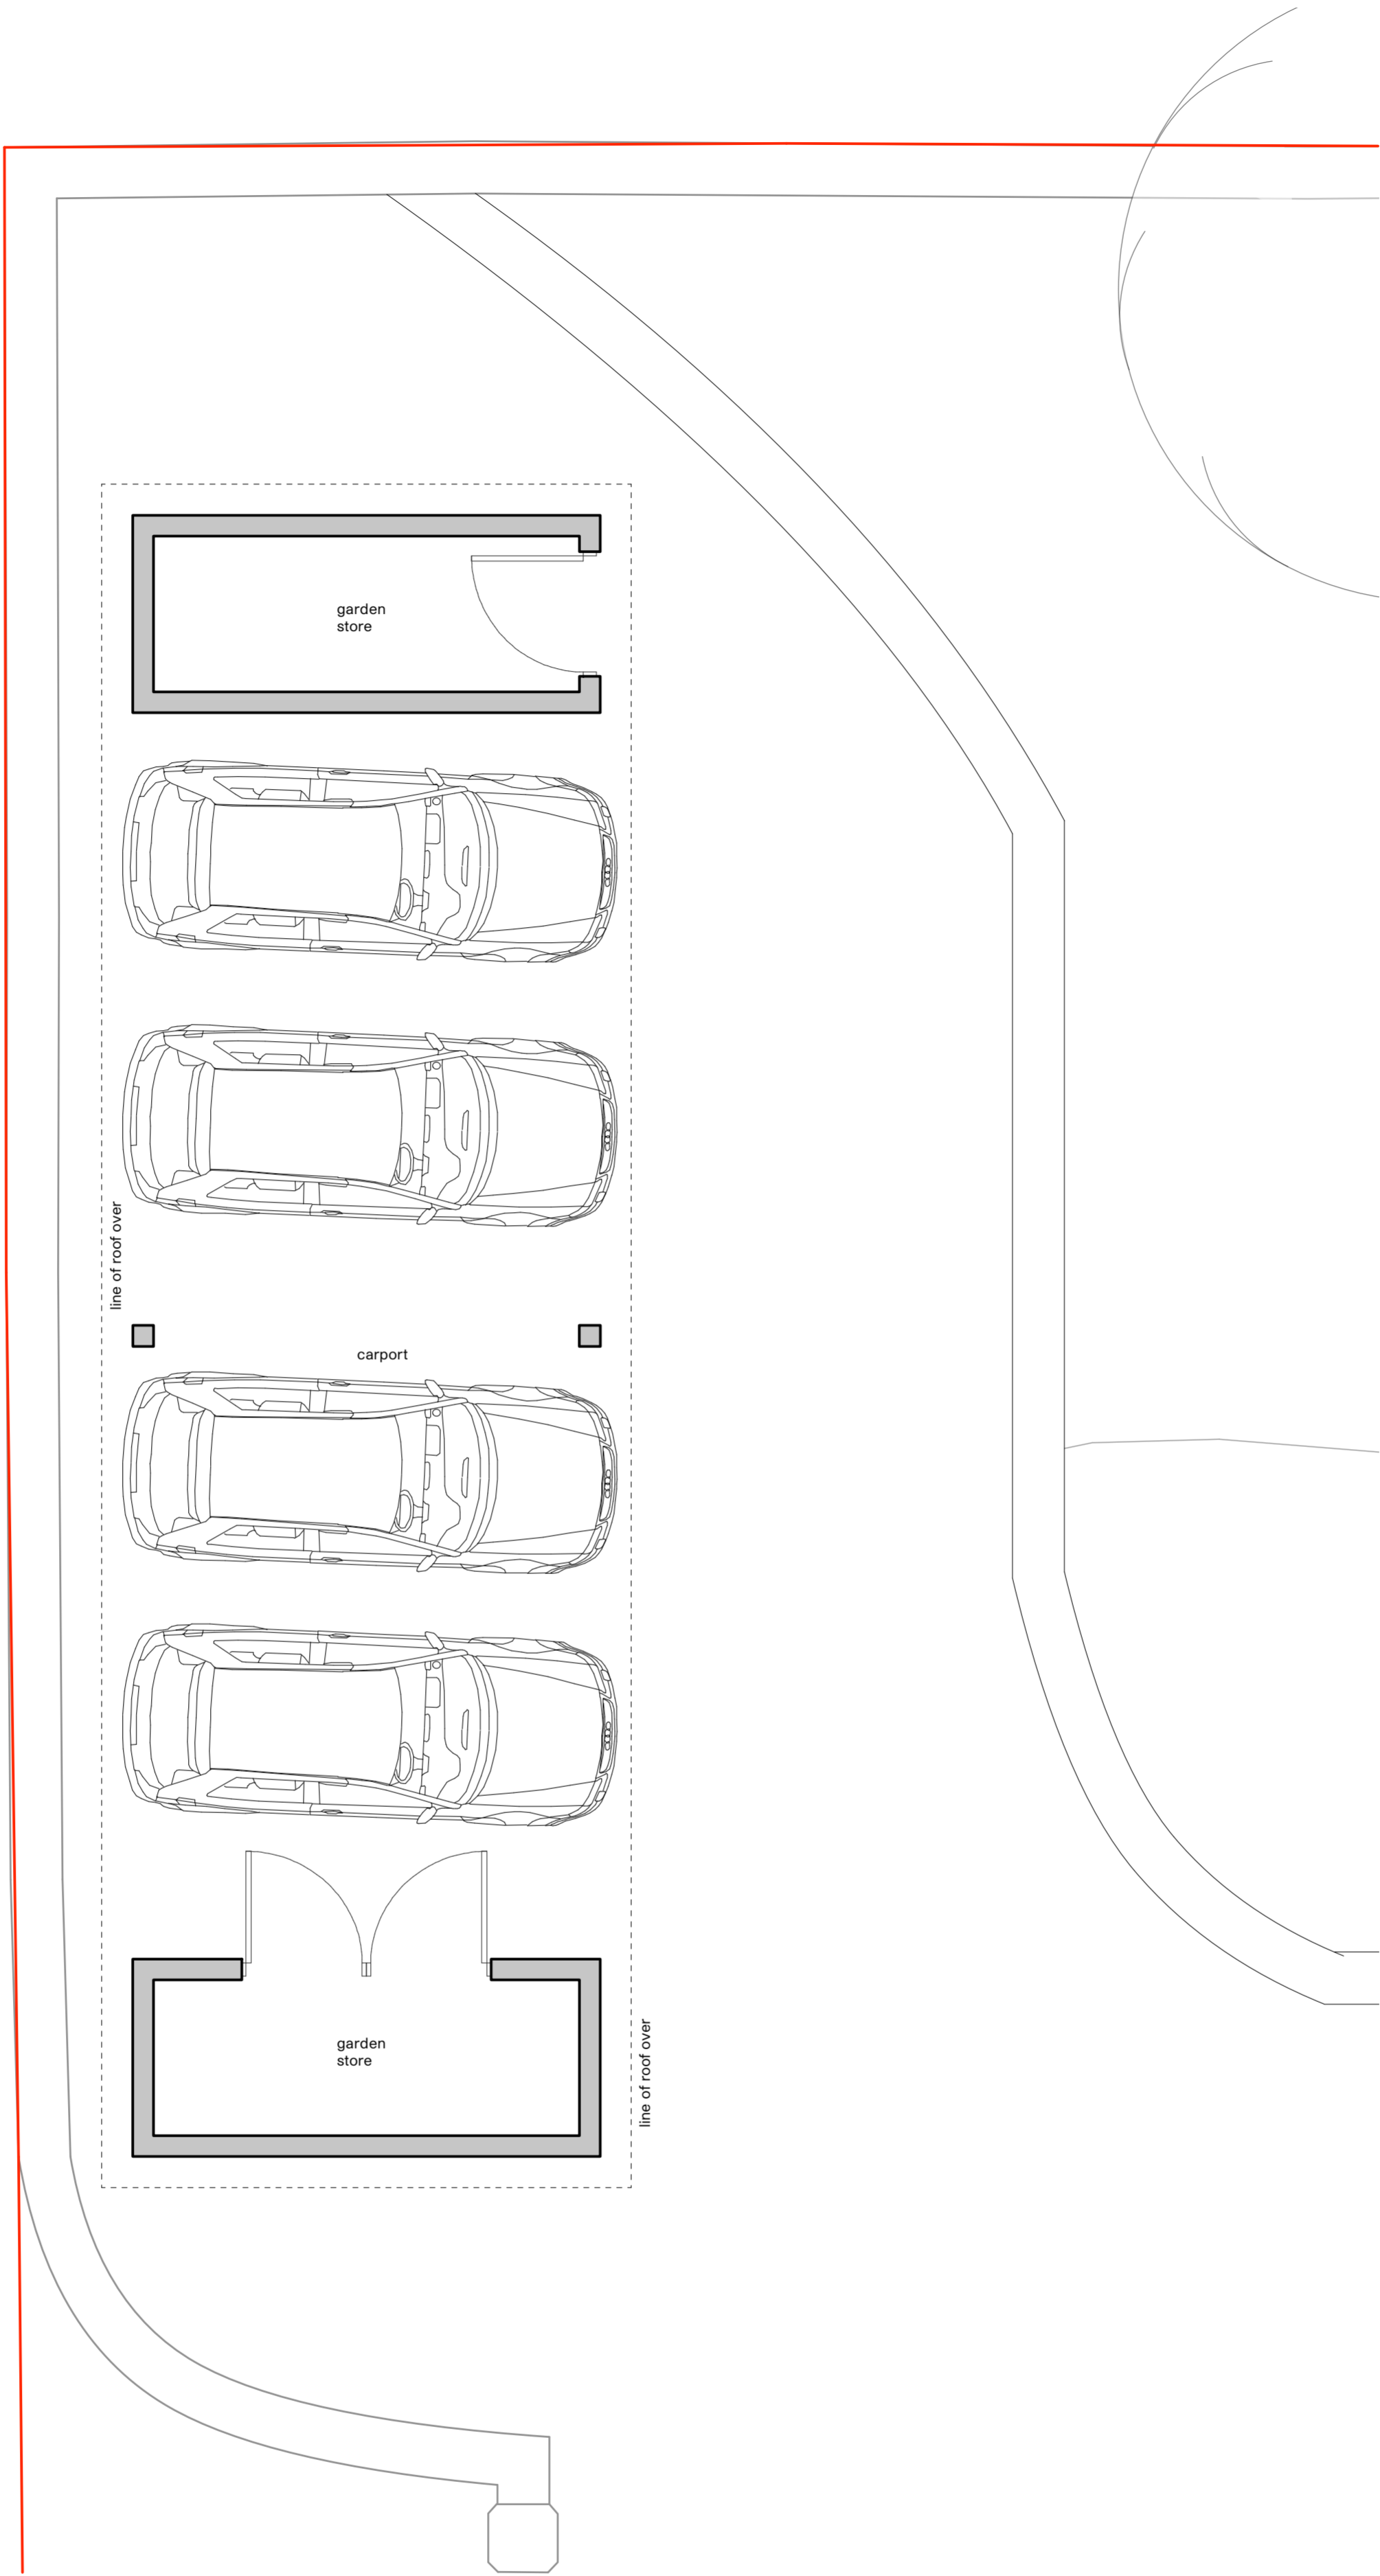 garden
store
line of roof over
carport
garden
store
line of roof over